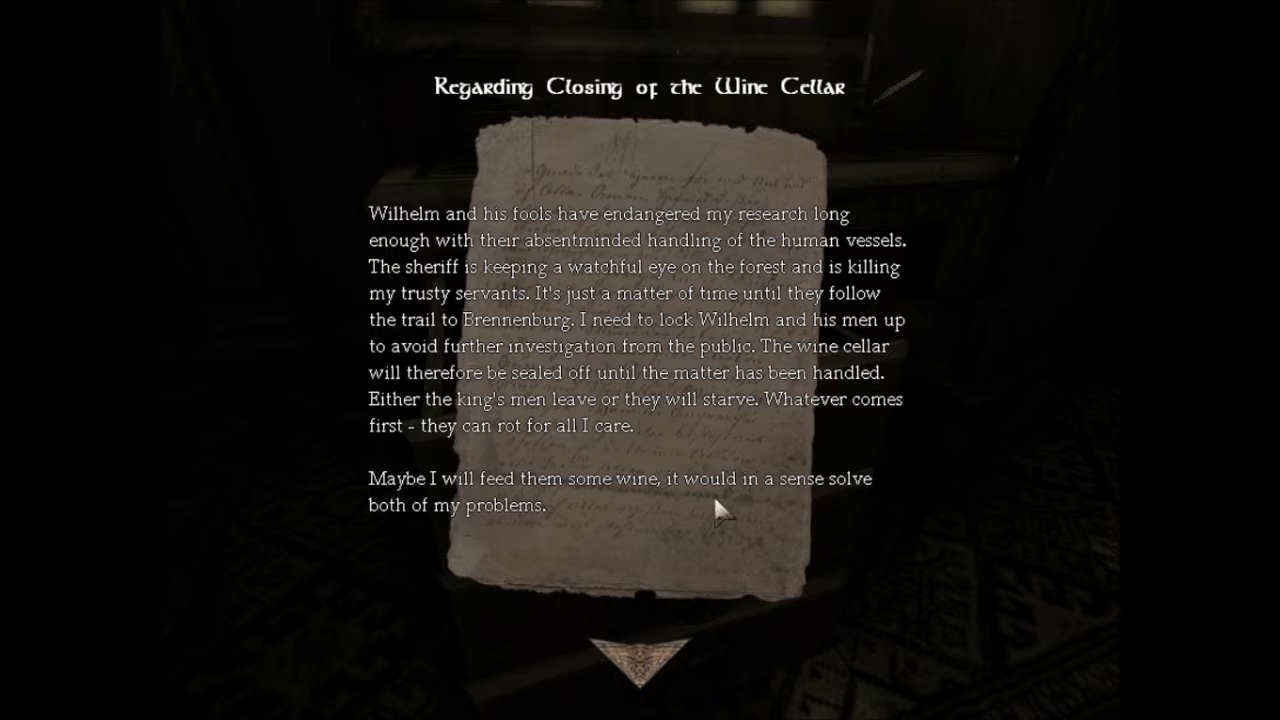 Regarding Closing of the Wine Cellar
Wilhelm and his fools have endangered my research long
enough with their absentminded handling of the human vessels.
The sheriff is keeping a watchful eye on the forest and is killing
my trusty servants. It's just a matter of time until they follow
the trail to Brennenburg. I need to lock Wilhelm and his men up
to avoid further investigation from the public. The wine cellar
will therefore be sealed off until the matter has been handled.
Either the king's men leave or they will starve. Whatever comes
first - they can rot for all I care.
Maybe I will feed them some wine, it would in a sense solve
both of my problems.